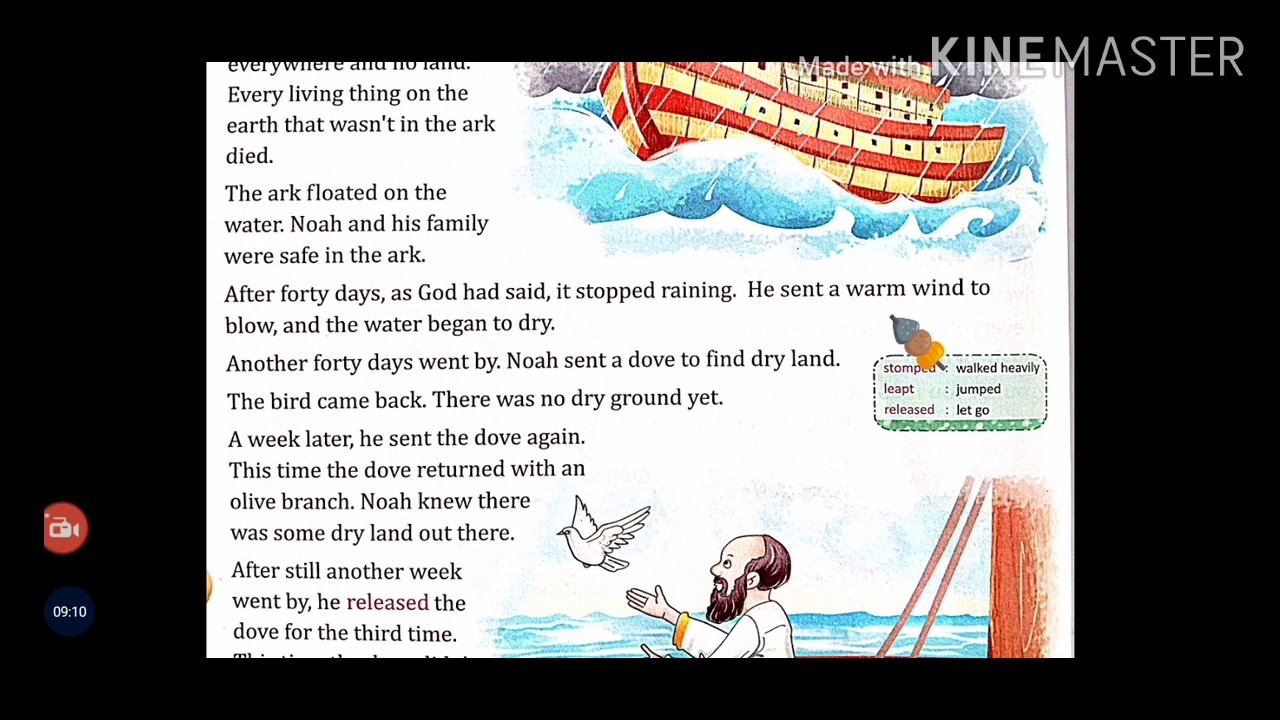 Made with KINEMASTER
everywhere and no land.
Every living thing on the
earth that wasn't in the ark
died.
The ark floated on the
water. Noah and his family
were safe in the ark.
After forty days, as God had said, it stopped raining. He sent a warm wind to
blow, and the water began to dry.
Another forty days went by. Noah sent a dove to find dry land.
The bird came back. There was no dry ground yet.
stomped : walked heavily
leapt : jumped
released : let go
A week later, he sent the dove again.
This time the dove returned with an
olive branch. Noah knew there
was some dry land out there.
After still another week
went by, he released the
dove for the third time.
09:10